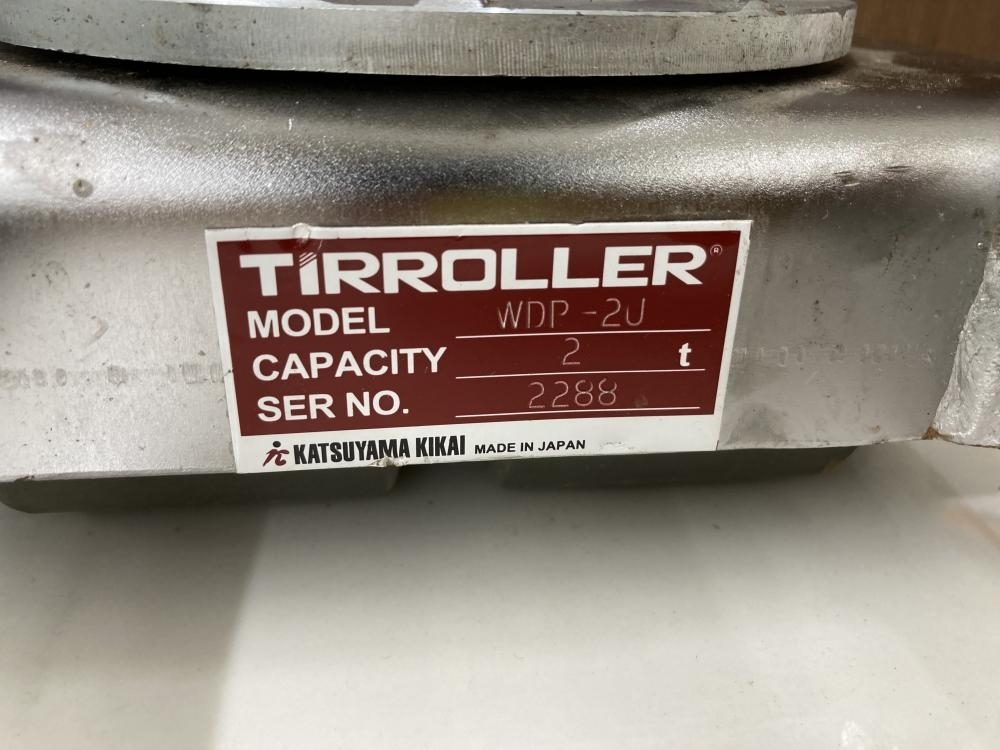 TIRROLLER®
MODEL WDP-2U
CAPACITY 2 t
SER NO. 2288
KATSUYAMA KIKAI MADE IN JAPAN